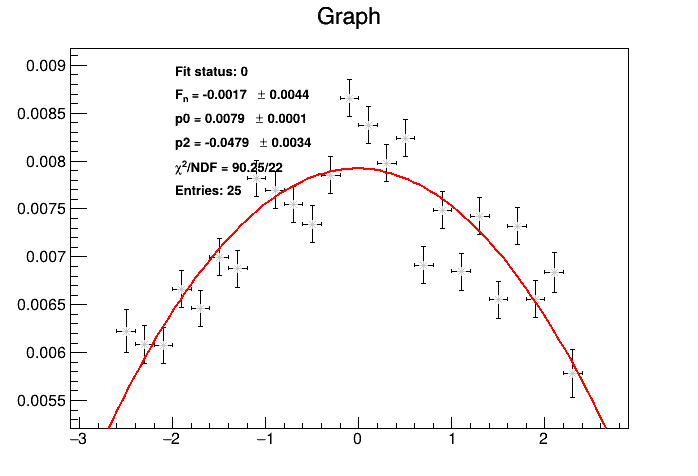 Graph
0.009
0.0085
0.008
0.0075
0.007
0.0065
0.006
0.0055
Fit status: 0
Fn = -0.0017 ± 0.0044
p0 = 0.0079 ± 0.0001
p2 = -0.0479 ± 0.0034
χ²/NDF = 90.25/22
Entries: 25
−3 −2 −1 0 1 2